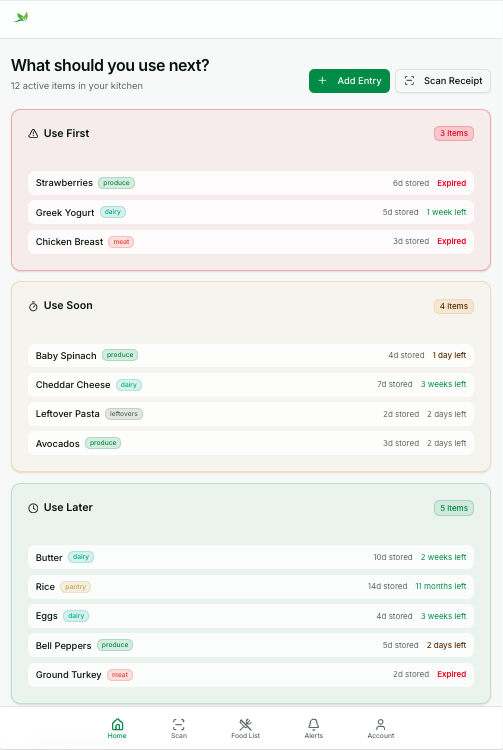 What should you use next?
12 active items in your kitchen
+ Add Entry
Scan Receipt
Use First
3 items
Strawberries produce 6d stored Expired
Greek Yogurt dairy 5d stored 1 week left
Chicken Breast meat 3d stored Expired
Use Soon
4 items
Baby Spinach produce 4d stored 1 day left
Cheddar Cheese dairy 7d stored 3 weeks left
Leftover Pasta leftovers 2d stored 2 days left
Avocados produce 3d stored 2 days left
Use Later
5 items
Butter dairy 10d stored 2 weeks left
Rice pantry 14d stored 11 months left
Eggs dairy 4d stored 3 weeks left
Bell Peppers produce 5d stored 2 days left
Ground Turkey meat 2d stored Expired
Home Scan Food List Alerts Account